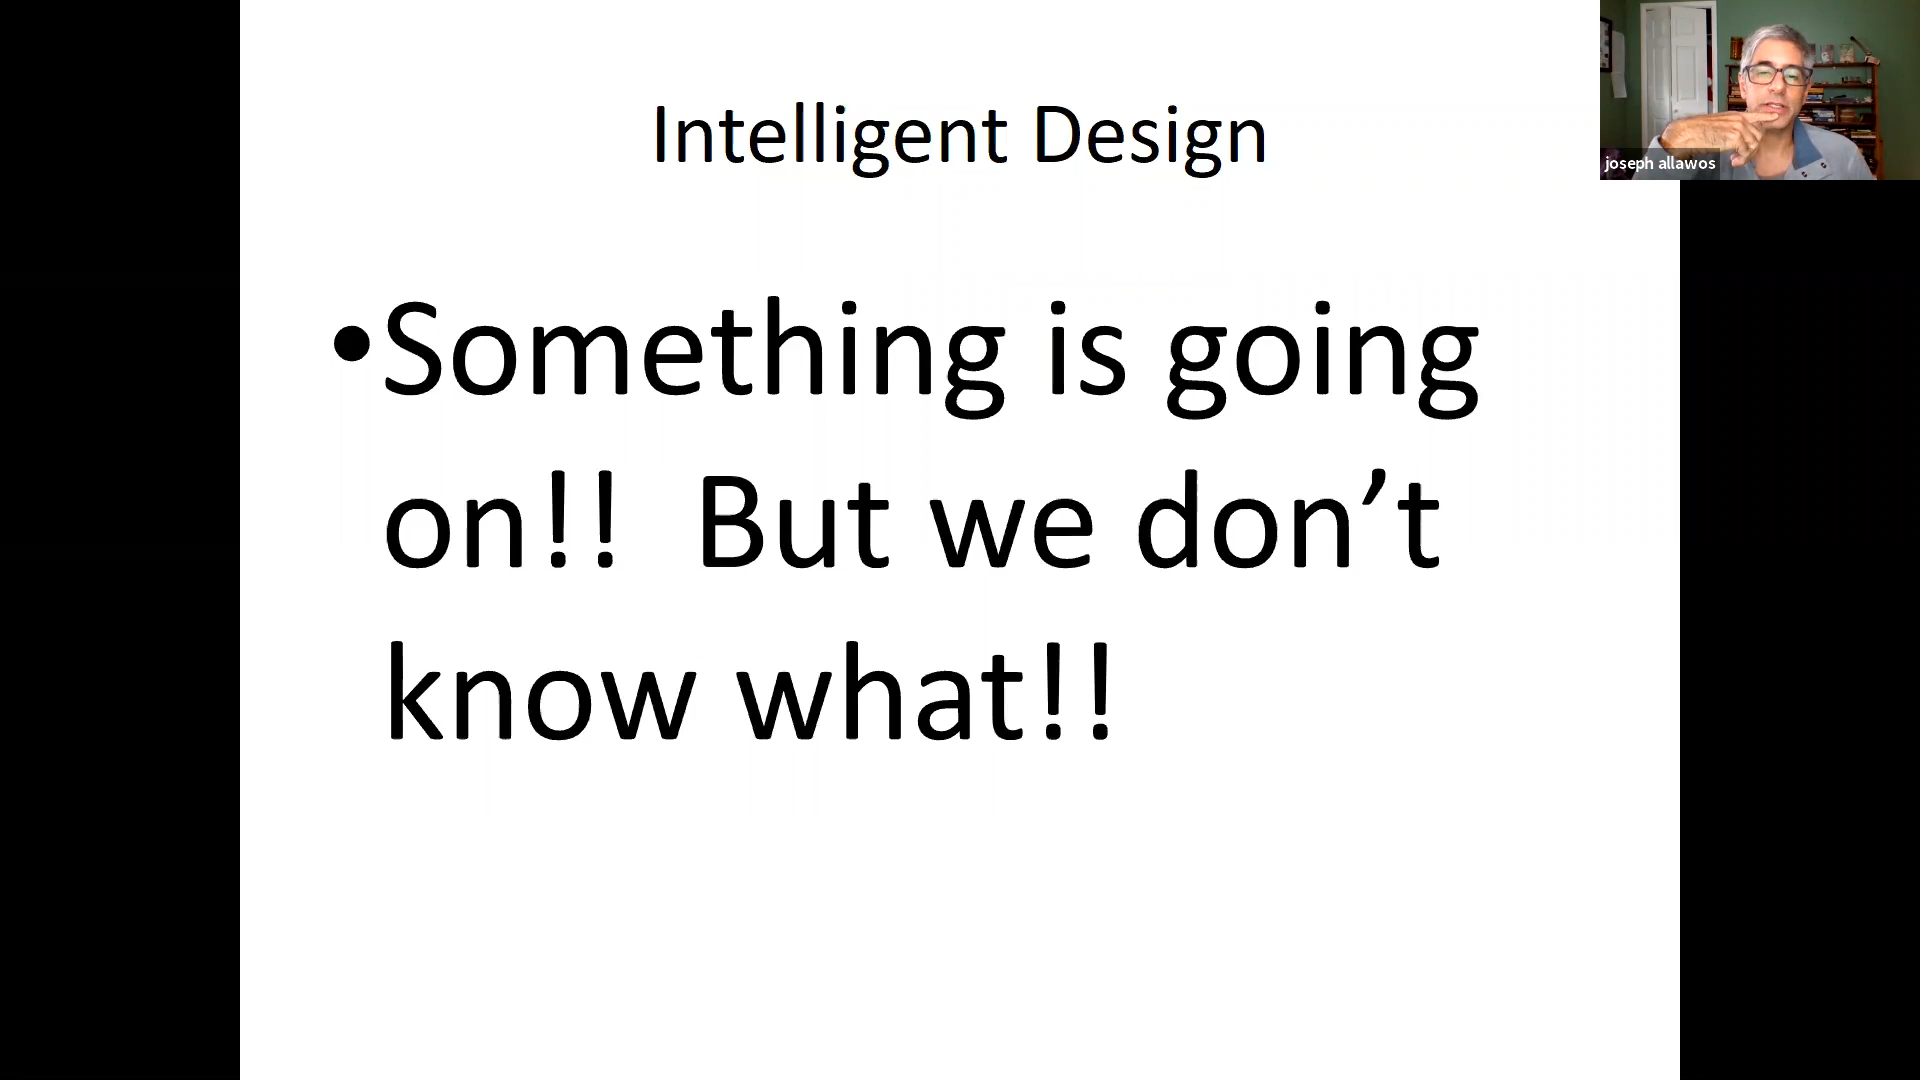 Intelligent Design
•Something is going
on!!  But we don’t
know what!!
joseph allawos